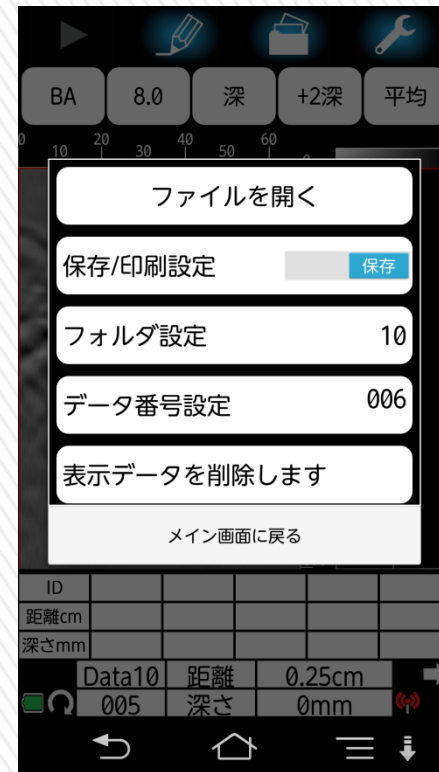 BA 8.0 深 +2深 平均
0 10 20 30 40 50 60
ファイルを開く
保存/印刷設定 保存
フォルダ設定 10
データ番号設定 006
表示データを削除します
メイン画面に戻る
ID
距離cm
深さmm
Data10 距離 0.25cm
005 深さ 0mm